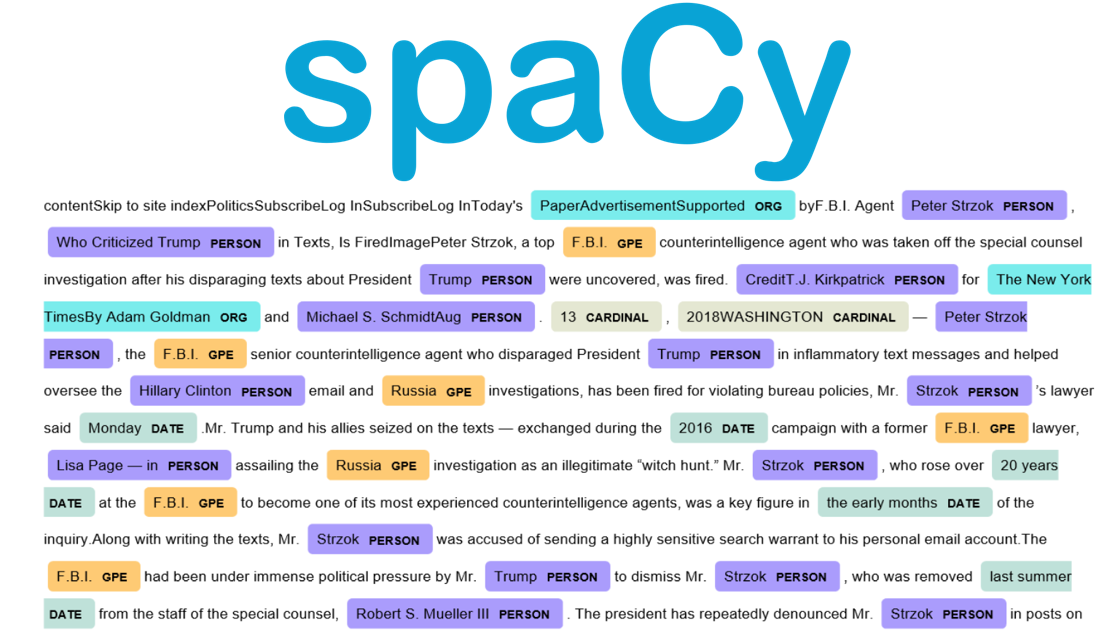 spaCy
contentSkip to site indexPoliticsSubscribeLog InSubscribeLog InToday's PaperAdvertisementSupported ORG byF.B.I. Agent Peter Strzok PERSON ,
Who Criticized Trump PERSON in Texts, Is FiredImagePeter Strzok, a top F.B.I. GPE counterintelligence agent who was taken off the special counsel
investigation after his disparaging texts about President Trump PERSON were uncovered, was fired. CreditT.J. Kirkpatrick PERSON for The New York
TimesBy Adam Goldman ORG and Michael S. SchmidtAug PERSON . 13 CARDINAL , 2018WASHINGTON CARDINAL — Peter Strzok
PERSON , the F.B.I. GPE senior counterintelligence agent who disparaged President Trump PERSON in inflammatory text messages and helped
oversee the Hillary Clinton PERSON email and Russia GPE investigations, has been fired for violating bureau policies, Mr. Strzok PERSON 's lawyer
said Monday DATE .Mr. Trump and his allies seized on the texts — exchanged during the 2016 DATE campaign with a former F.B.I. GPE lawyer,
Lisa Page — in PERSON assailing the Russia GPE investigation as an illegitimate “witch hunt.” Mr. Strzok PERSON , who rose over 20 years
DATE at the F.B.I. GPE to become one of its most experienced counterintelligence agents, was a key figure in the early months DATE of the
inquiry.Along with writing the texts, Mr. Strzok PERSON was accused of sending a highly sensitive search warrant to his personal email account.The
F.B.I. GPE had been under immense political pressure by Mr. Trump PERSON to dismiss Mr. Strzok PERSON , who was removed last summer
DATE from the staff of the special counsel, Robert S. Mueller III PERSON . The president has repeatedly denounced Mr. Strzok PERSON in posts on